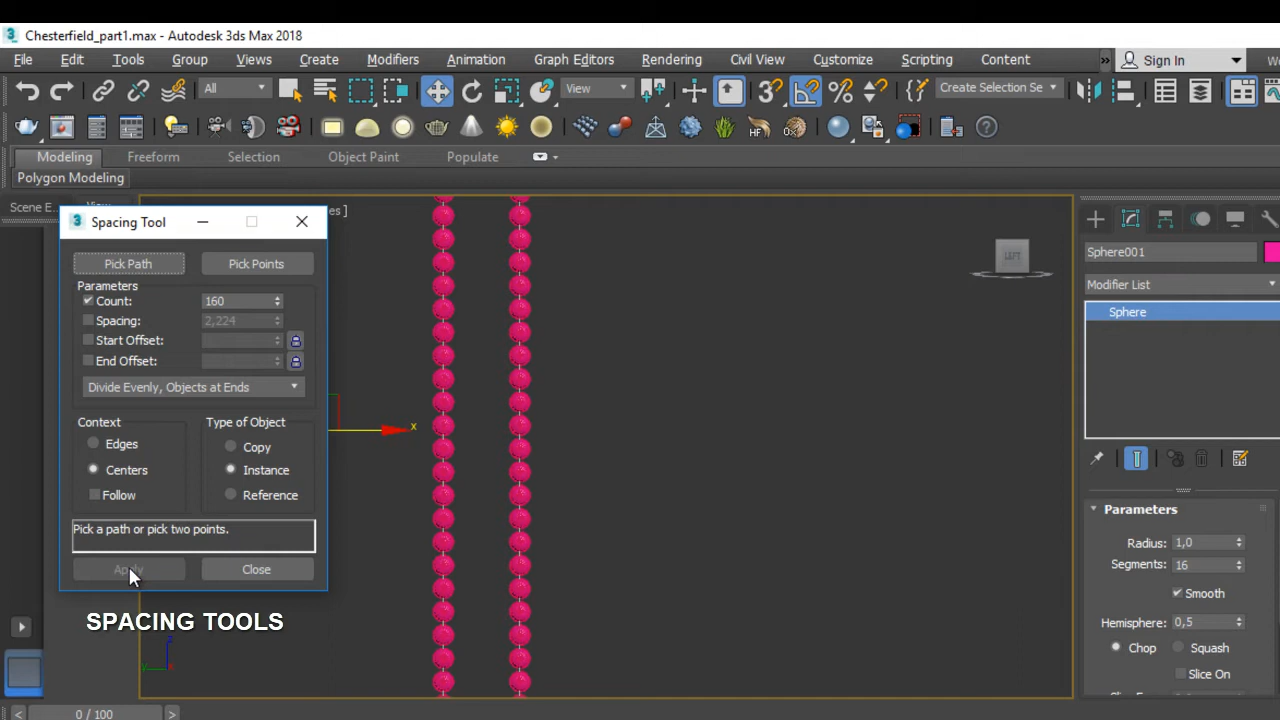 Chesterfield_part1.max - Autodesk 3ds Max 2018
File Edit Tools Group Views Create Modifiers Animation Graph Editors Rendering Civil View Customize Scripting Content » Sign In
All View 3 % Create Selection Se
HF
Modeling Freeform Selection Object Paint Populate
Polygon Modeling
Scene E...
es ]
Spacing Tool
LEFT
Sphere001
Pick Path Pick Points
Modifier List
Parameters
Count: 160
Sphere
Spacing: 2,224
Start Offset:
End Offset:
Divide Evenly, Objects at Ends
Context Type of Object
x
Edges Copy
Centers Instance
Follow Reference
Parameters
Pick a path or pick two points.
Radius: 1,0
Segments: 16
Apply Close
Smooth
SPACING TOOLS
Hemisphere: 0,5
Chop Squash
z
y x
Slice On
< 0 / 100 >